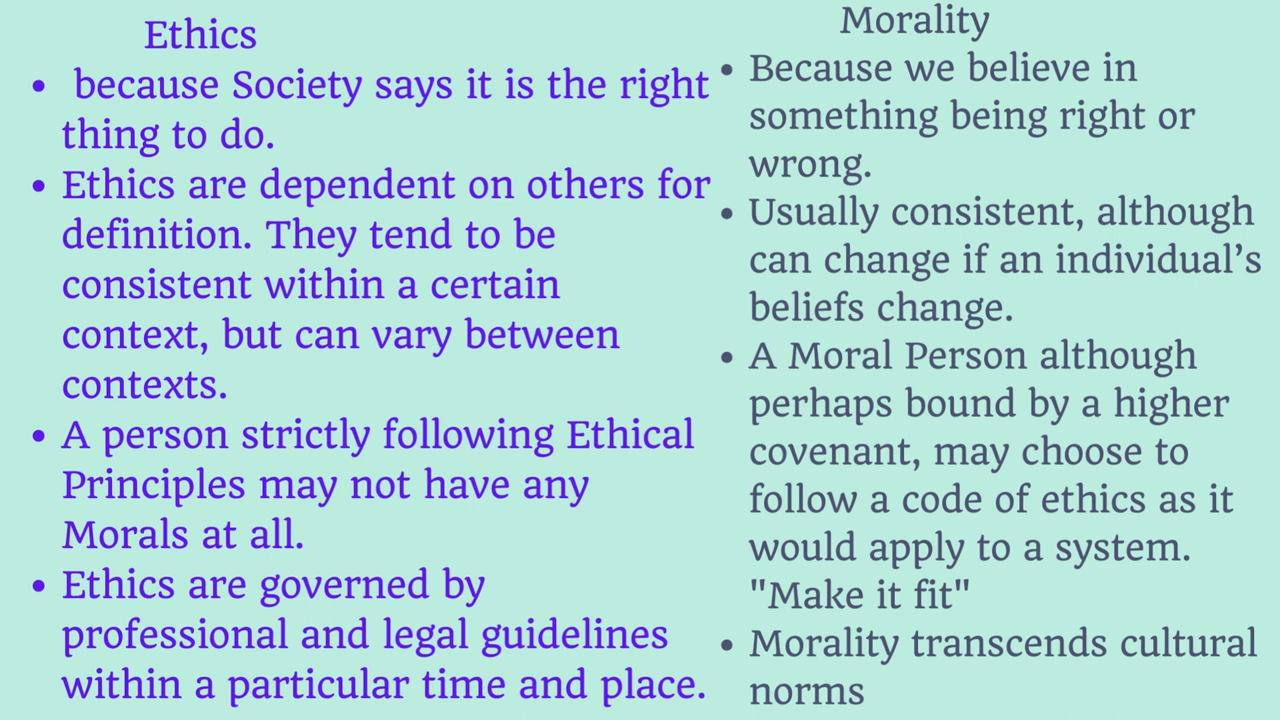 Ethics
• because Society says it is the right
thing to do.
• Ethics are dependent on others for
definition. They tend to be
consistent within a certain
context, but can vary between
contexts.
• A person strictly following Ethical
Principles may not have any
Morals at all.
• Ethics are governed by
professional and legal guidelines
within a particular time and place.
Morality
• Because we believe in
something being right or
wrong.
• Usually consistent, although
can change if an individual’s
beliefs change.
• A Moral Person although
perhaps bound by a higher
covenant, may choose to
follow a code of ethics as it
would apply to a system.
"Make it fit"
• Morality transcends cultural
norms